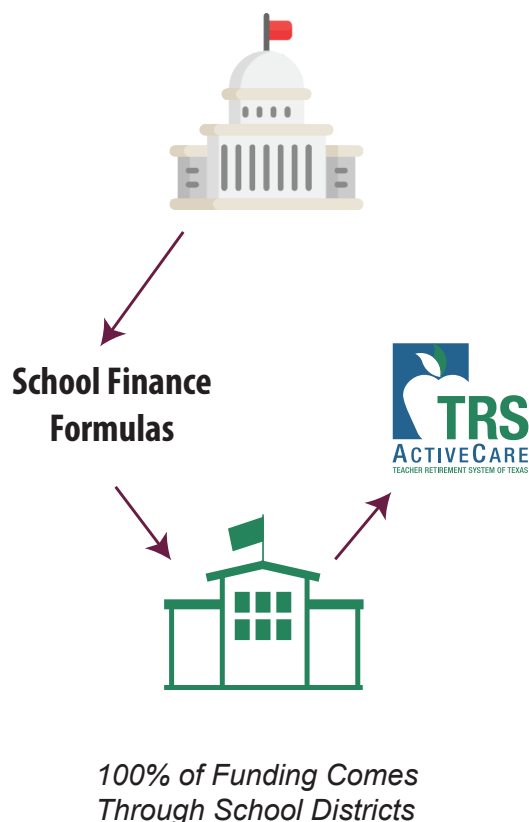 School Finance
Formulas
TRS
ACTIVECARE
TEACHER RETIREMENT SYSTEM OF TEXAS
100% of Funding Comes
Through School Districts